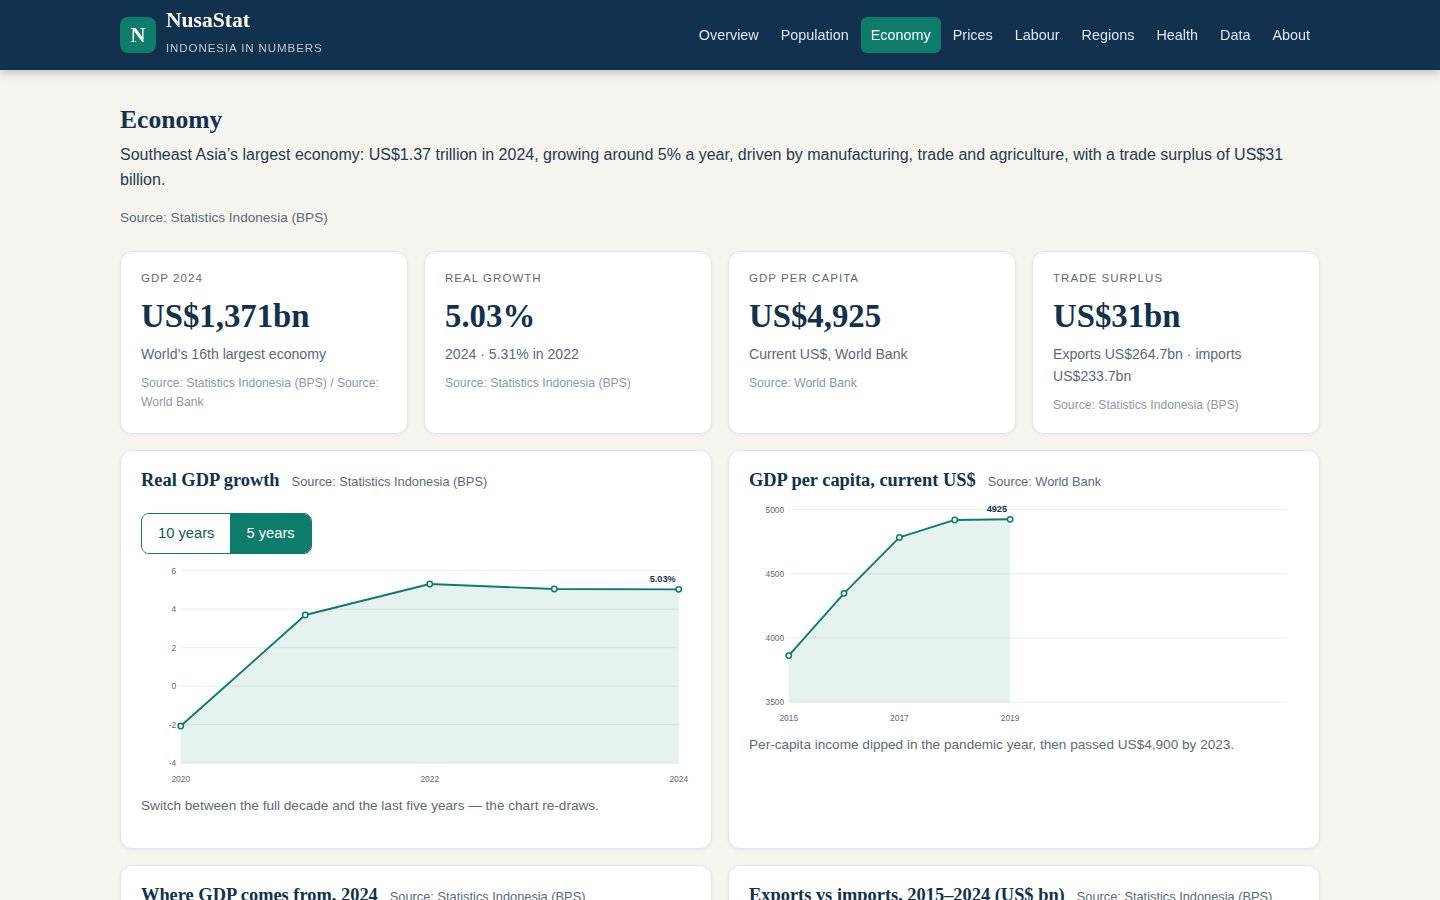 N
NusaStat
INDONESIA IN NUMBERS
Overview Population Economy Prices Labour Regions Health Data About
Economy
Southeast Asia’s largest economy: US$1.37 trillion in 2024, growing around 5% a year, driven by manufacturing, trade and agriculture, with a trade surplus of US$31
billion.
Source: Statistics Indonesia (BPS)
GDP 2024
US$1,371bn
World’s 16th largest economy
Source: Statistics Indonesia (BPS) / Source:
World Bank
REAL GROWTH
5.03%
2024 · 5.31% in 2022
Source: Statistics Indonesia (BPS)
GDP PER CAPITA
US$4,925
Current US$, World Bank
Source: World Bank
TRADE SURPLUS
US$31bn
Exports US$264.7bn · imports
US$233.7bn
Source: Statistics Indonesia (BPS)
Real GDP growth Source: Statistics Indonesia (BPS)
10 years 5 years
6
4
2
0
-2
-4
5.03%
2020 2022 2024
Switch between the full decade and the last five years — the chart re-draws.
GDP per capita, current US$ Source: World Bank
5000
4500
4000
3500
4925
2015 2017 2019
Per-capita income dipped in the pandemic year, then passed US$4,900 by 2023.
Where GDP comes from, 2024 Source: Statistics Indonesia (BPS)
Exports vs imports, 2015–2024 (US$ bn) Source: Statistics Indonesia (BPS)